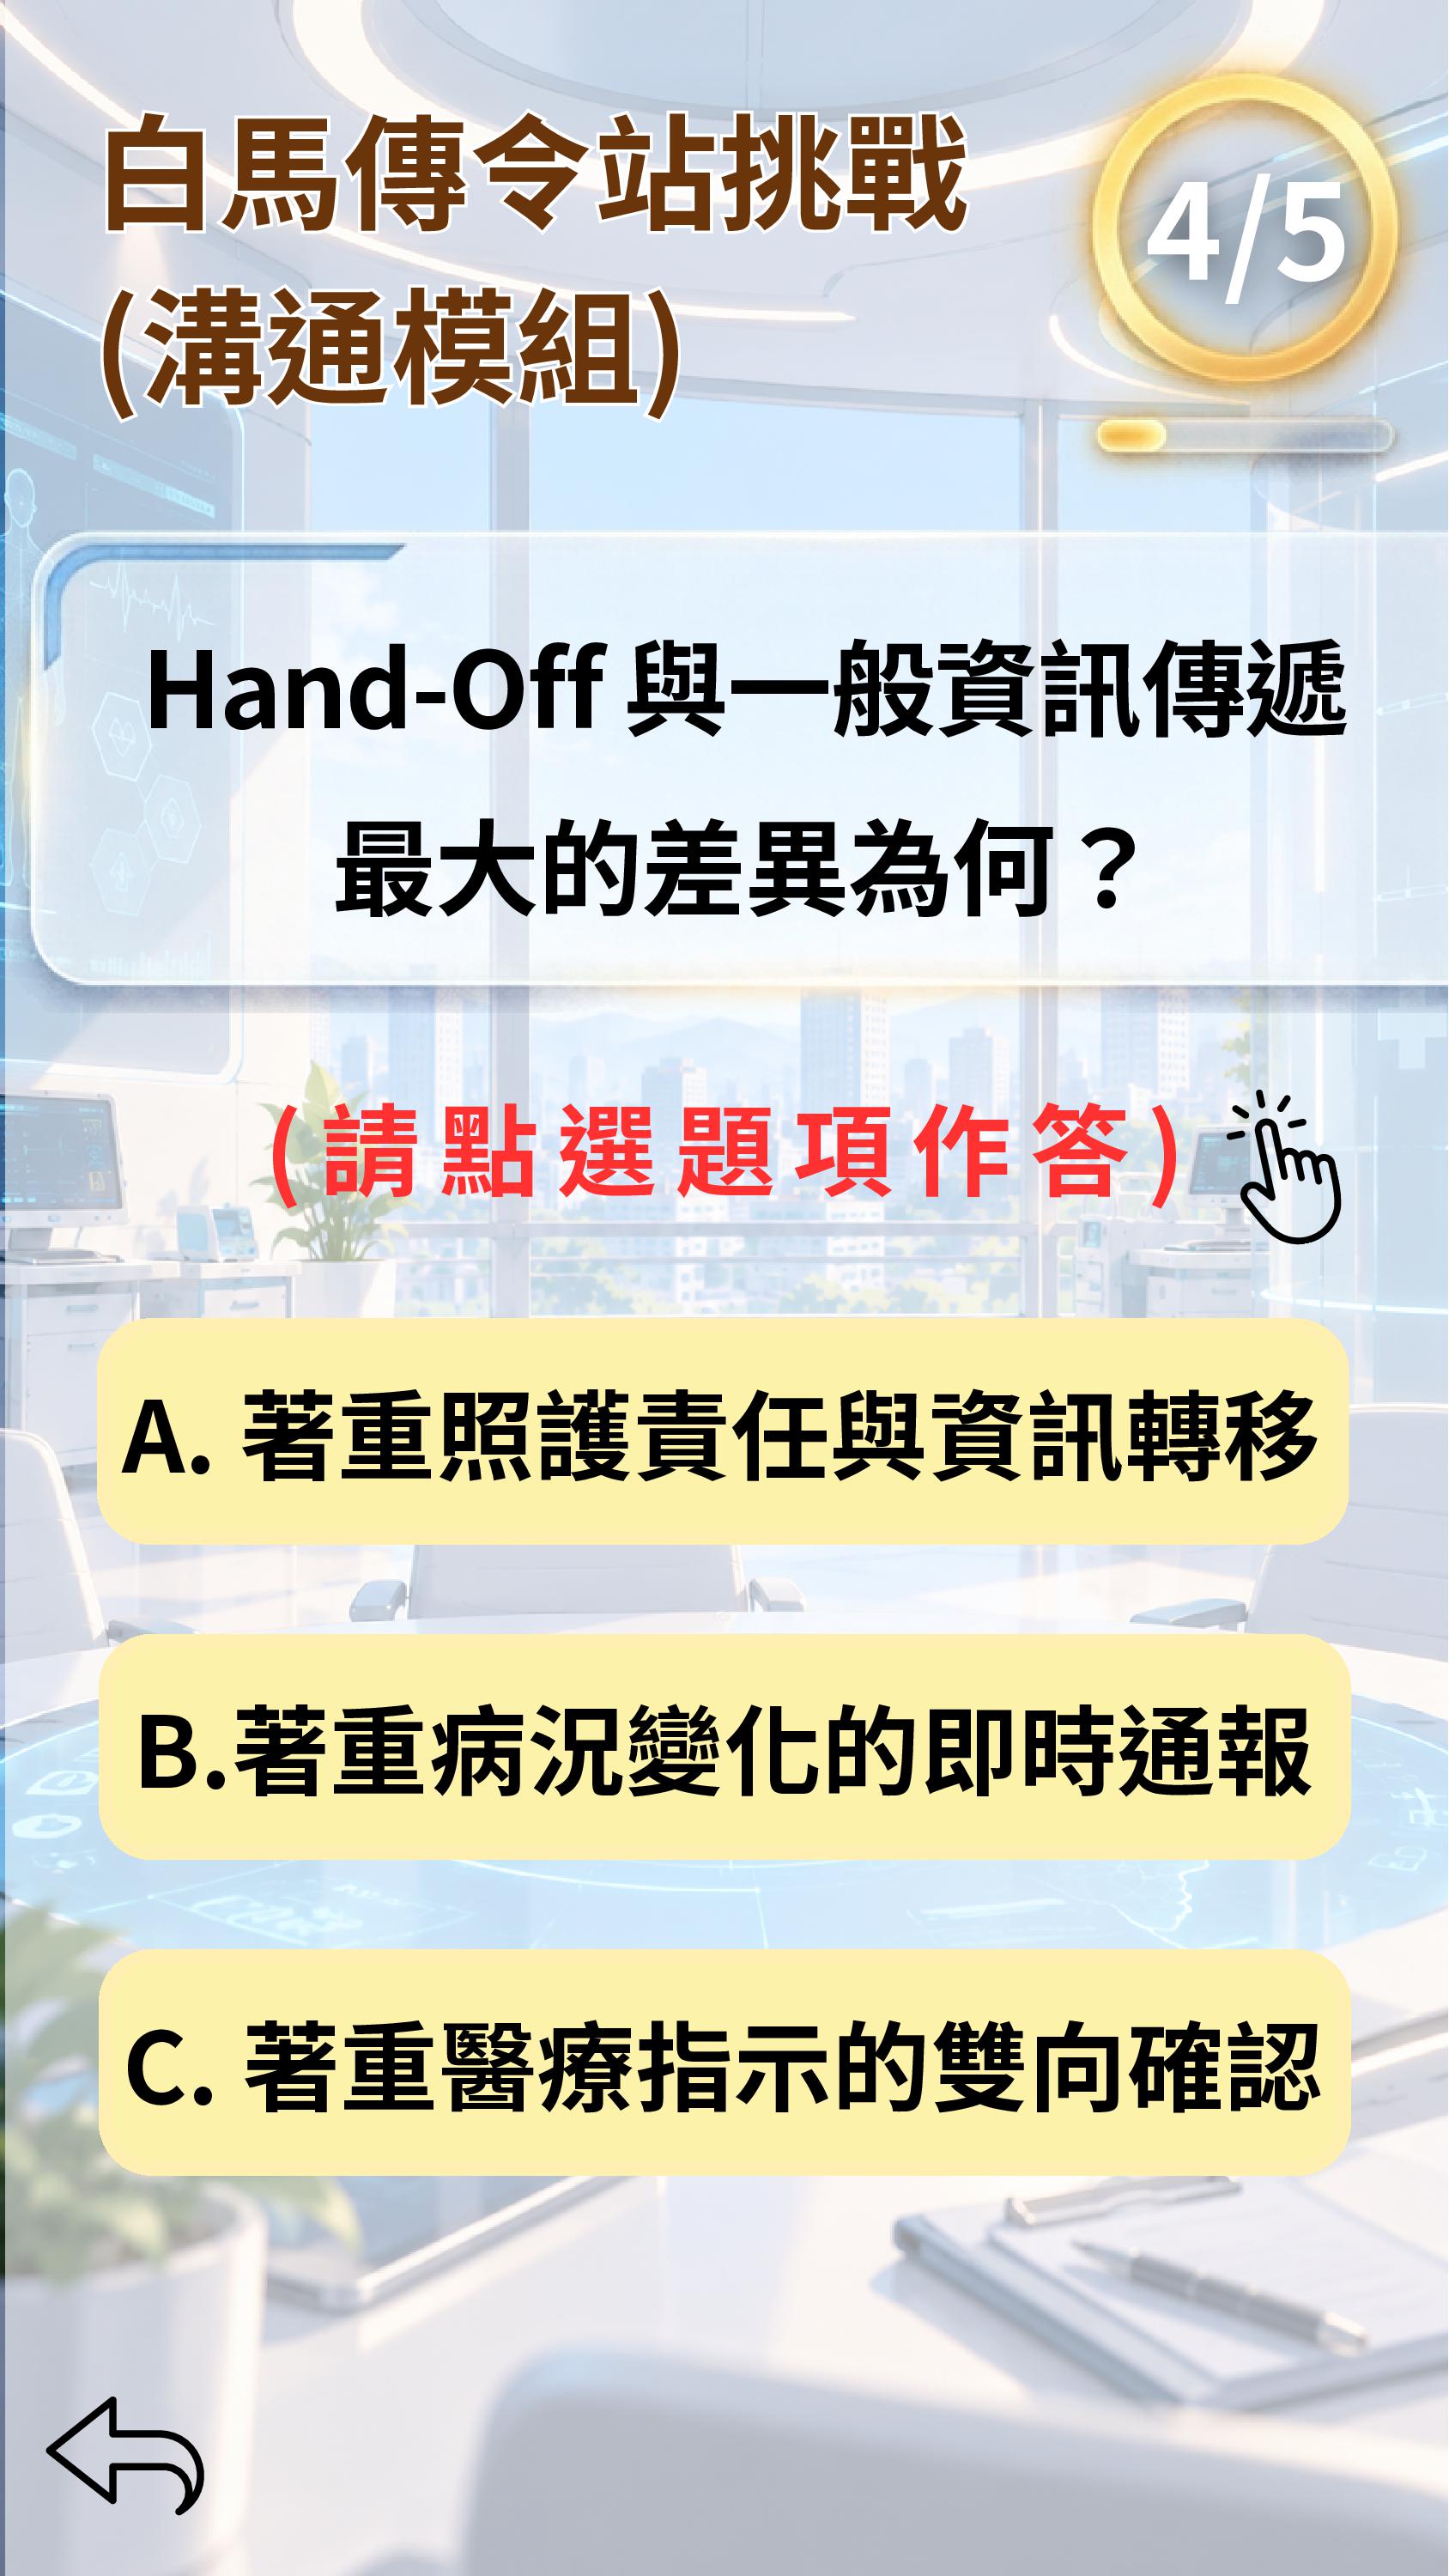 白馬傳令站挑戰
(溝通模組)
4/5
Hand-Off 與一般資訊傳遞
最大的差異為何？
(請點選題項作答)
A. 著重照護責任與資訊轉移
B.著重病況變化的即時通報
C. 著重醫療指示的雙向確認